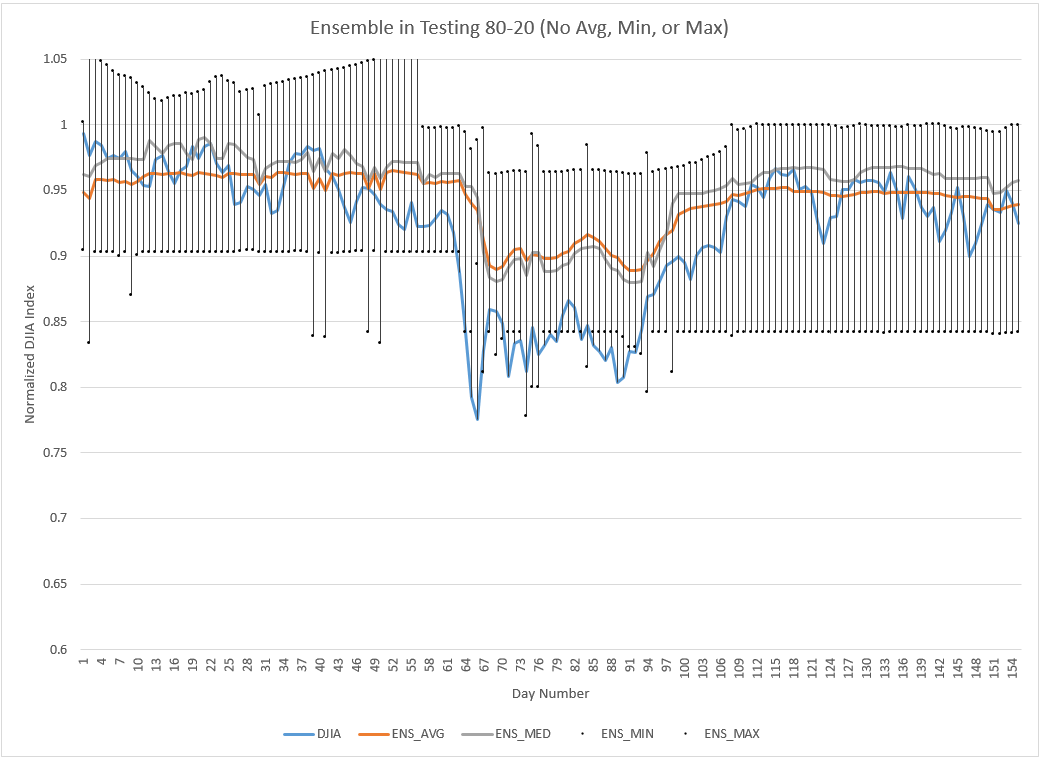 Ensemble in Testing 80-20 (No Avg, Min, or Max)
Normalized DJIA Index
1.05
1
0.95
0.9
0.85
0.8
0.75
0.7
0.65
0.6
1 4 7 10 13 16 19 22 25 28 31 34 37 40 43 46 49 52 55 58 61 64 67 70 73 76 79 82 85 88 91 94 97 100 103 106 109 112 115 118 121 124 127 130 133 136 139 142 145 148 151 154
Day Number
DJIA ENS_AVG ENS_MED ENS_MIN ENS_MAX